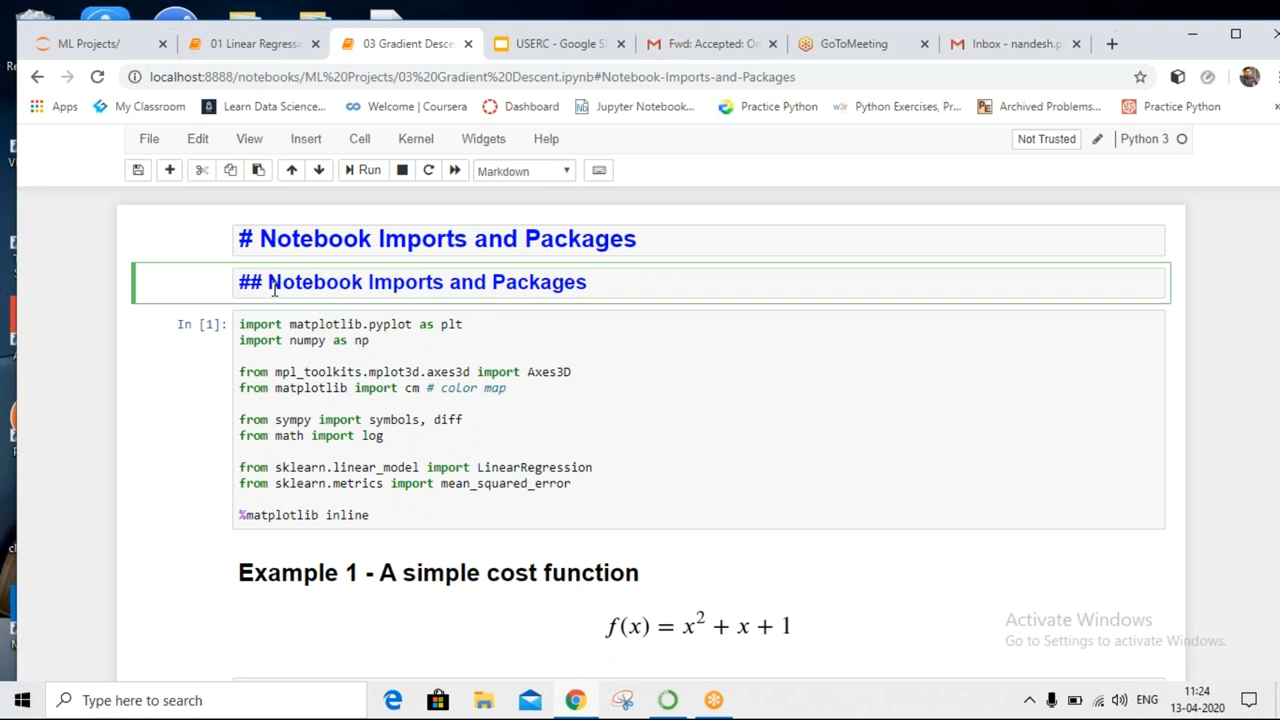 ML Projects/
01 Linear Regressi
03 Gradient Desce
USERC - Google Sl
Fwd: Accepted: On
GoToMeeting
Inbox - nandesh.p
localhost:8888/notebooks/ML%20Projects/03%20Gradient%20Descent.ipynb#Notebook-Imports-and-Packages
Apps
My Classroom
Learn Data Science...
Welcome | Coursera
Dashboard
Jupyter Notebook...
Practice Python
w3r Python Exercises, Pr...
PE Archived Problems...
Practice Python
File Edit View Insert Cell Kernel Widgets Help
Not Trusted
Python 3
Run
Markdown
# Notebook Imports and Packages
## Notebook Imports and Packages
In [1]:
import matplotlib.pyplot as plt
import numpy as np
from mpl_toolkits.mplot3d.axes3d import Axes3D
from matplotlib import cm # color map
from sympy import symbols, diff
from math import log
from sklearn.linear_model import LinearRegression
from sklearn.metrics import mean_squared_error
%matplotlib inline
Example 1 - A simple cost function
f(x) = x² + x + 1
Activate Windows
Go to Settings to activate Windows.
Type here to search
ENG
11:24
13-04-2020